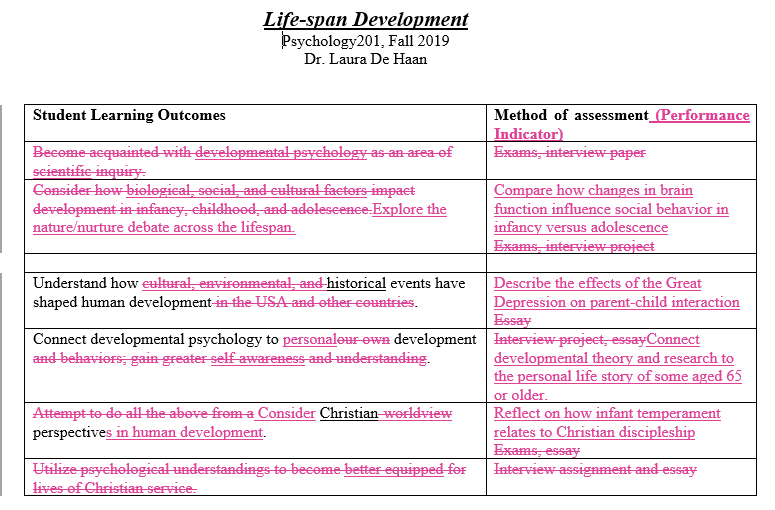 Life-span Development
Psychology201, Fall 2019
Dr. Laura De Haan
Student Learning Outcomes
Method of assessment (Performance
Indicator)
Become acquainted with developmental psychology as an area of
scientific inquiry.
Exams, interview paper
Consider how biological, social, and cultural factors impact
development in infancy, childhood, and adolescence.Explore the
nature/nurture debate across the lifespan.
Compare how changes in brain
function influence social behavior in
infancy versus adolescence
Exams, interview project
Understand how cultural, environmental, and historical events have
shaped human development in the USA and other countries.
Describe the effects of the Great
Depression on parent-child interaction
Essay
Connect developmental psychology to personalour own development
and behaviors; gain greater self awareness and understanding.
Interview project, essayConnect
developmental theory and research to
the personal life story of some aged 65
or older.
Attempt to do all the above from a Consider Christian worldview
perspectives in human development.
Reflect on how infant temperament
relates to Christian discipleship
Exams, essay
Utilize psychological understandings to become better equipped for
lives of Christian service.
Interview assignment and essay